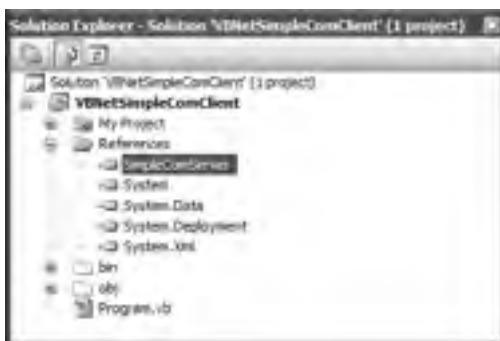 Solution Explorer - Solution 'VBNetSimpleComClient' (1 project)
Solution 'VBNetSimpleComClient' (1 project)
VBNetSimpleComClient
My Project
References
SimpleComServer
System
System.Data
System.Deployment
System.Xml
bin
obj
Program.vb